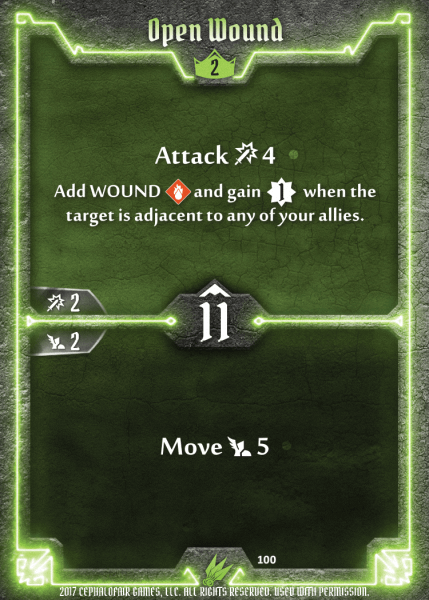 Open Wound
2
Attack 4
Add WOUND and gain 1 when the
target is adjacent to any of your allies.
2
11
2
Move 5
100
2017 CEPHALOFAIR GAMES, LLC. ALL RIGHTS RESERVED. USED WITH PERMISSION.